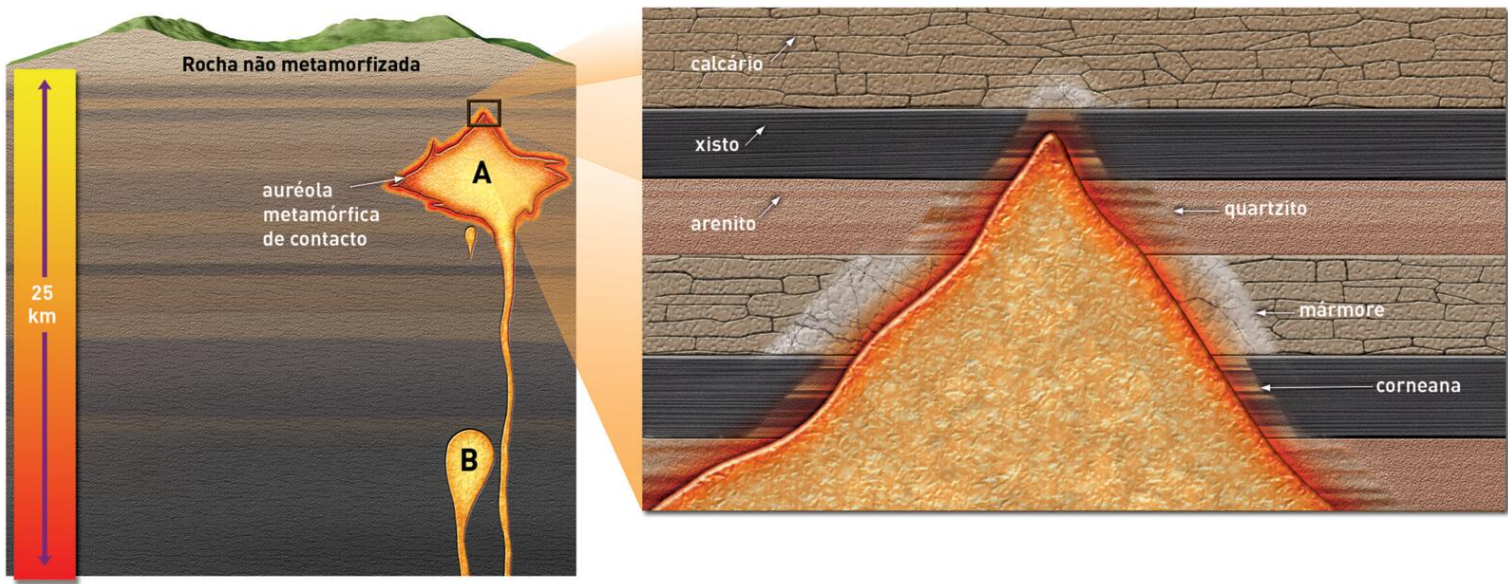 Rocha não metamorfizada
A
auréola
metamórfica
de contacto
25
km
B
calcário
xisto
arenito
quartzito
mármore
corneana